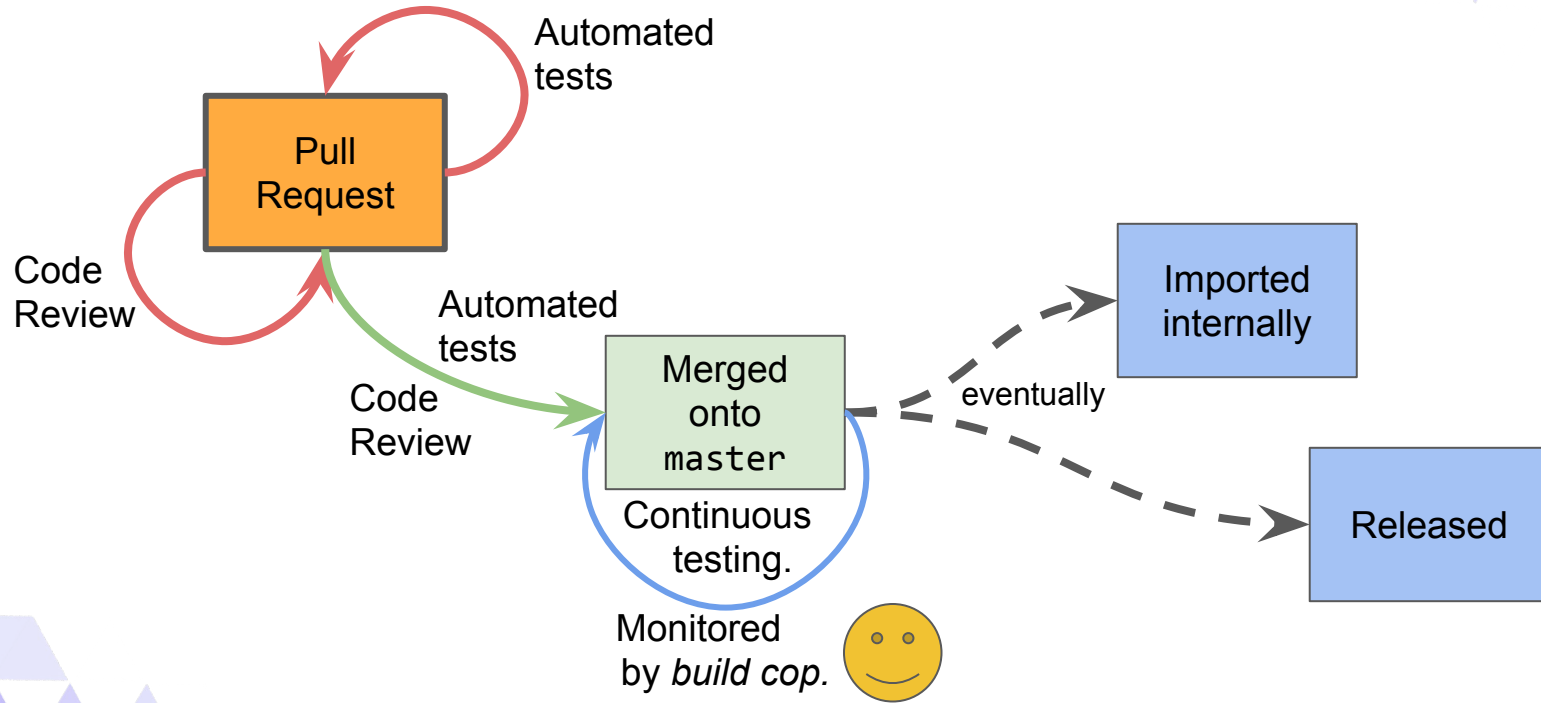 Automated
tests
Pull
Request
Code
Review
Automated
tests
Code
Review
Merged
onto
master
Imported
internally
eventually
Released
Continuous
testing.
Monitored
by build cop.